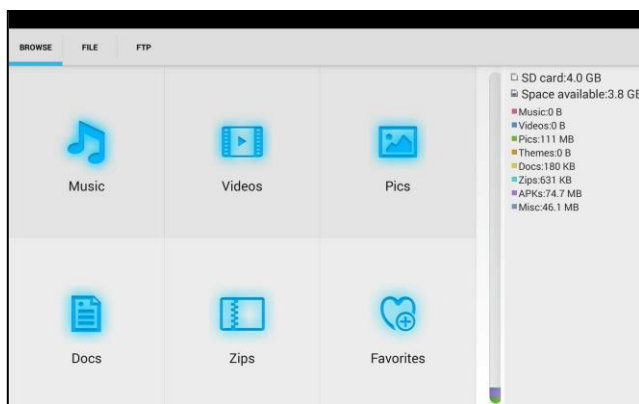 BROWSE FILE FTP
SD card:4.0 GB
Space available:3.8 GB
Music:0 B
Videos:0 B
Pics:111 MB
Themes:0 B
Docs:180 KB
Zips:631 KB
APKs:74.7 MB
Misc:46.1 MB
Music Videos Pics
Docs Zips Favorites